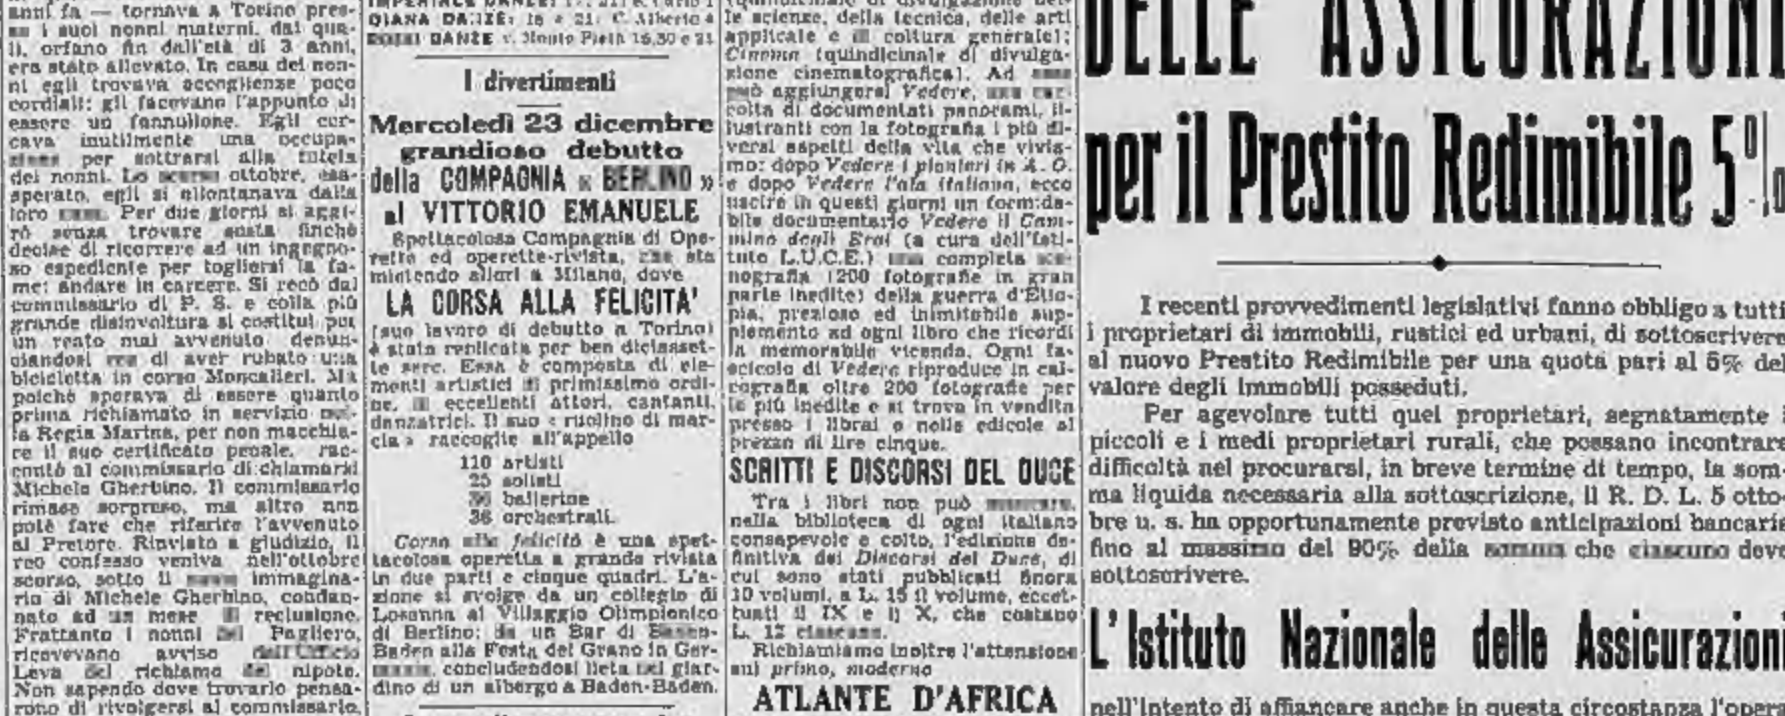 anni fa — tornava a Torino pres-
i suoi nonni materni, dai qua-
li, orfano fin dall'età di 3 anni,
era stato allevato. In casa dei non-
ni egli trovava accoglienze poco
cordiali: gli facevano l'appunto di
essere un fannullone. Egli cer-
cava inutilmente una occupa-
per sottrarsi alla tutela
dei nonni. Lo ottobre, esa-
sperato, egli si allontanava dalla
loro Per due giorni si aggi-
rò senza trovare sosta finchè
decise di ricorrere ad un ingegno-
so espediente per togliersi la fa-
me: andare in carcere. Si recò dal
commissario di P. S. e colla più
grande disinvoltura si costituì per
un reato mai avvenuto, denun-
ciandosi di aver rubato una
bicicletta in corso Moncalieri. Ma
poichè sperava di essere quanto
prima richiamato in servizio
la Regia Marina, per non macchia-
re il suo certificato penale, rac-
contò al commissario di chiamarsi
Michele Gherbino. Il commissario
rimase sorpreso, ma altro non
potè fare che riferire l'avvenuto
al Pretore. Rinviato a giudizio, il
reo confesso veniva nell'ottobre
scorso, sotto il immagina-
rio di Michele Gherbino, condan-
nato ad un mese di reclusione.
Frattanto i nonni del Pagliero,
ricevevano avviso dall'Ufficio
Leva del richiamo del nipote.
Non sapendo dove trovarlo pensa-
rono di rivolgersi al commissario,
DIANA DANZE: 16 e 21. C. Alberto 4
DANZE v. Monte Pietà 16,30 e 21
I divertimenti
Mercoledì 23 dicembre
grandioso debutto
della COMPAGNIA « BERLINO »
al VITTORIO EMANUELE
Spettacolosa Compagnia di Ope-
rette ed operette-rivista, che sta
mietendo allori a Milano, dove
LA CORSA ALLA FELICITA'
(suo lavoro di debutto a Torino)
è stata replicata per ben diciasset-
te sere. Essa è composta di ele-
menti artistici di primissimo ordi-
ne, di eccellenti attori, cantanti,
danzatrici. Il suo « ruolino di mar-
cia » raccoglie all'appello
110 artisti
25 solisti
36 ballerine
36 orchestrali.
Corsa alla felicità è una spet-
tacolosa operetta a grande rivista
in due parti e cinque quadri. L'a-
zione si svolge da un collegio di
Losanna al Villaggio Olimpionico
di Berlino; da un Bar di Baden-
Baden alla Festa del Grano in Ger-
mania, concludendosi lieta nel giar-
dino di un albergo a Baden-Baden.
(quindicinale di divulgazione del-
le scienze, della tecnica, delle arti
applicate e di coltura generale);
Cinema (quindicinale di divulga-
zione cinematografica). Ad
può aggiungersi Vedere, una rac-
colta di documentati panorami, il-
lustranti con la fotografia i più di-
versi aspetti della vita che vivia-
mo: dopo Vedere i pionieri in A. O.
e dopo Vedere l'ala italiana, ecco
uscire in questi giorni un formida-
bile documentario Vedere il Cam-
mino degli Eroi (a cura dell'Isti-
tuto L.U.C.E.) una completa ico-
nografia (200 fotografie in gran
parte inedite) della guerra d'Etio-
pia, prezioso ed inimitabile sup-
plemento ad ogni libro che ricordi
la memorabile vicenda. Ogni fa-
scicolo di Vedere riproduce in cal-
cografia oltre 200 fotografie per
le più inedite e si trova in vendita
presso i librai e nelle edicole al
prezzo di lire cinque.
SCRITTI E DISCORSI DEL DUCE
Tra i libri non può mancare,
nella biblioteca di ogni italiano
consapevole e colto, l'edizione de-
finitiva dei Discorsi del Duce, di
cui sono stati pubblicati finora
10 volumi, a L. 15 il volume, eccet-
tuati il IX e il X, che costano
L. 12 ciascuno.
Richiamiamo inoltre l'attenzione
sul primo, moderno
ATLANTE D'AFRICA
DELLE ASSICURAZIONI
per il Prestito Redimibile 5%
I recenti provvedimenti legislativi fanno obbligo a tutti
i proprietari di immobili, rustici ed urbani, di sottoscrivere
al nuovo Prestito Redimibile per una quota pari al 5% del
valore degli immobili posseduti.
Per agevolare tutti quei proprietari, segnatamente i
piccoli e i medi proprietari rurali, che possano incontrare
difficoltà nel procurarsi, in breve termine di tempo, la som-
ma liquida necessaria alla sottoscrizione, il R. D. L. 5 otto-
bre u. s. ha opportunamente previsto anticipazioni bancarie
fino al massimo del 90% della somma che ciascuno deve
sottoscrivere.
L'Istituto Nazionale delle Assicurazioni
nell'intento di affiancare anche in questa circostanza l'opera